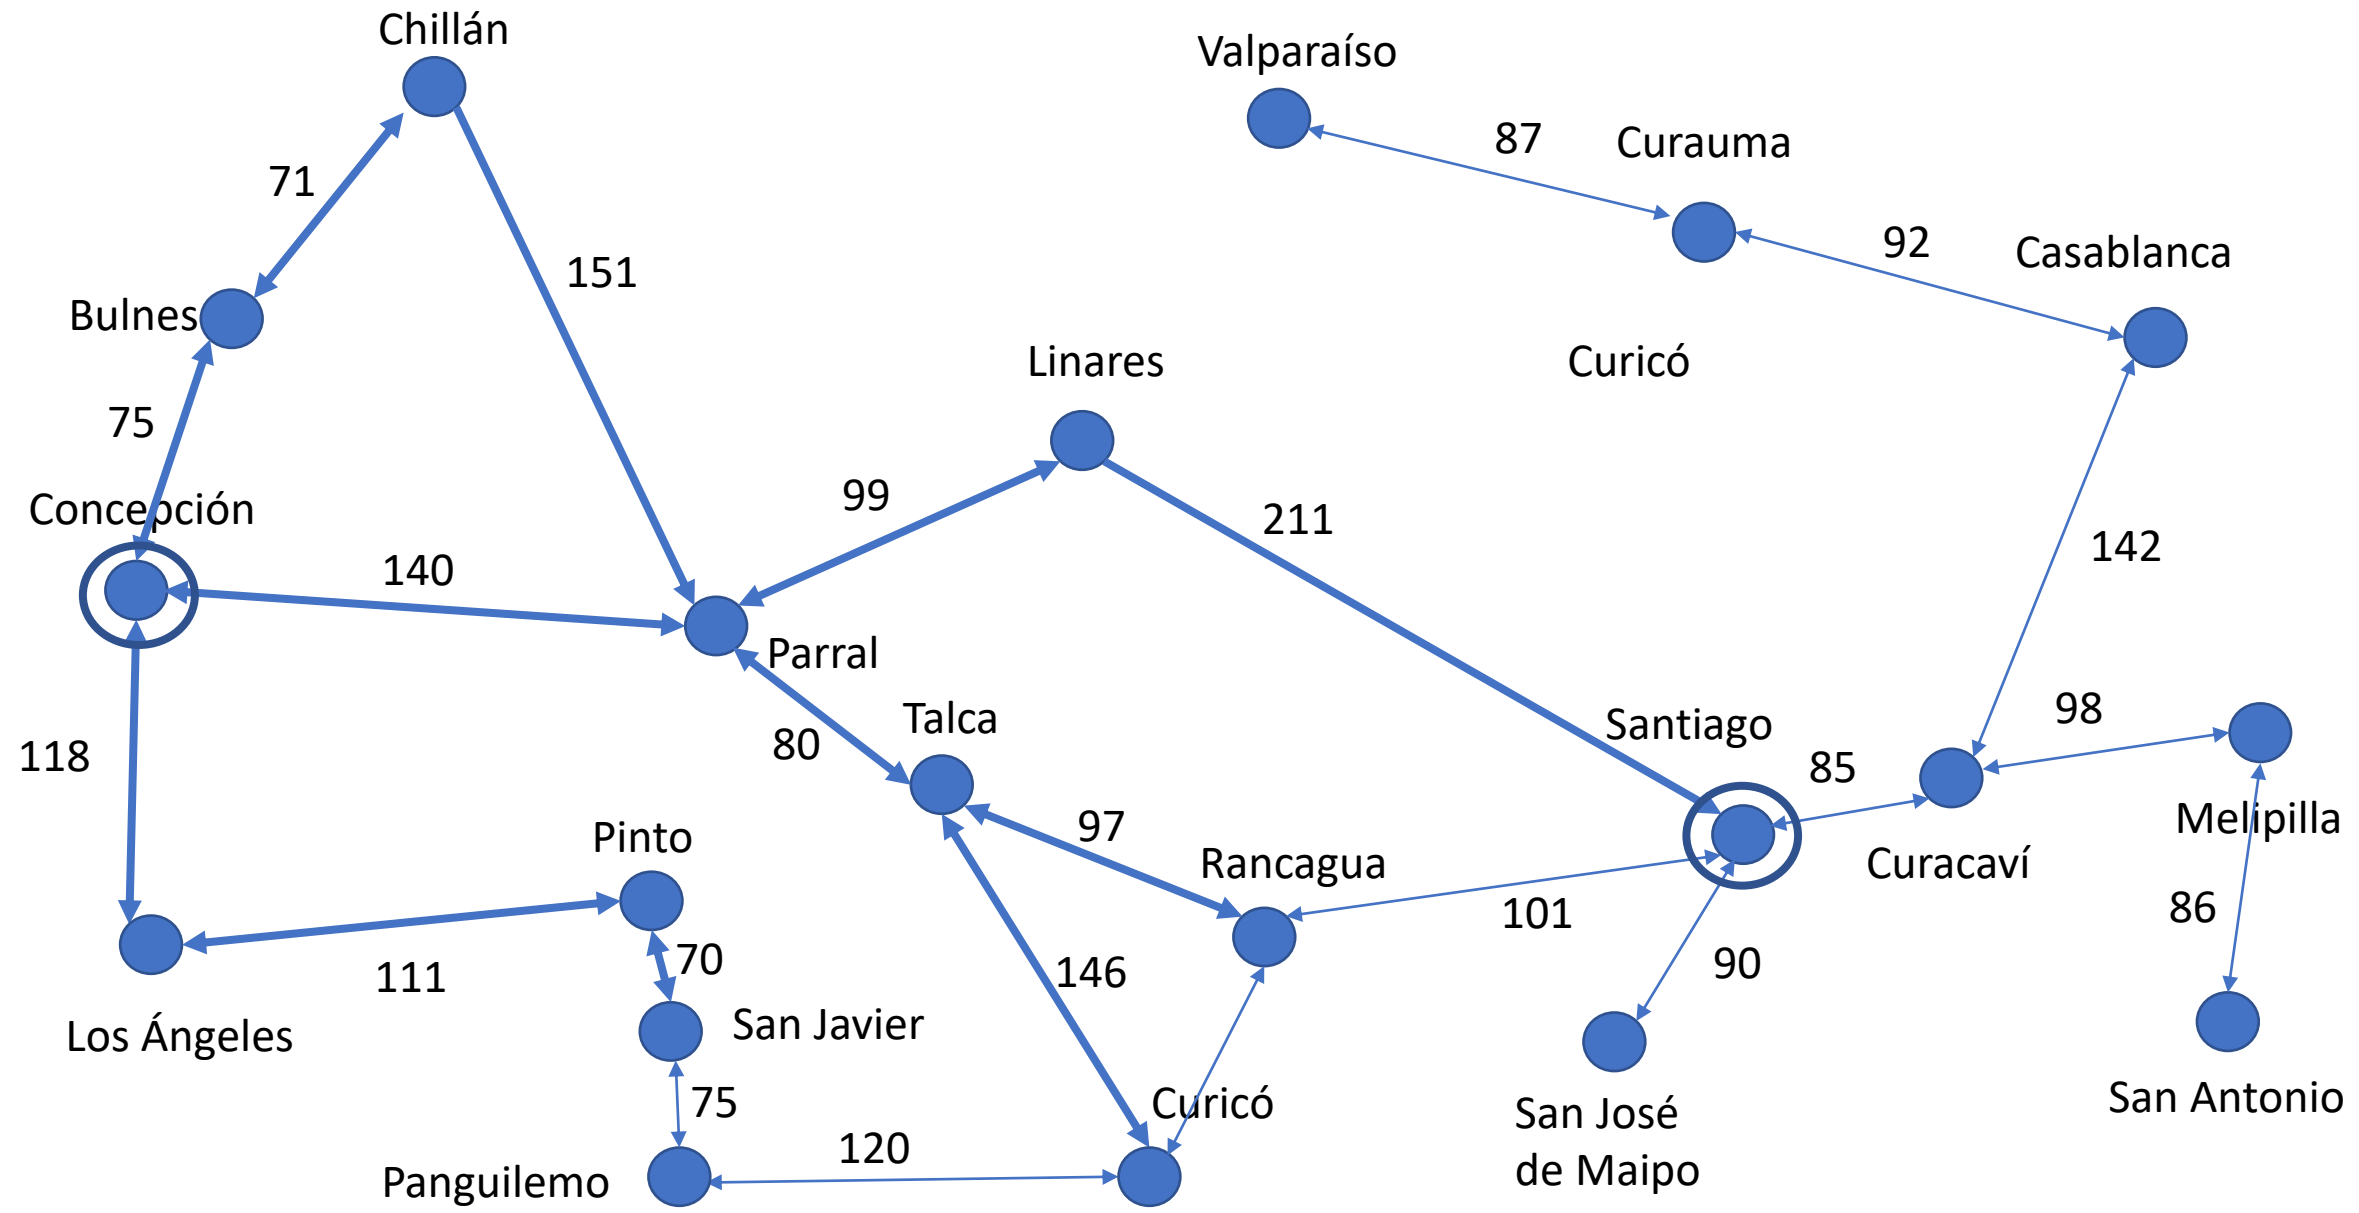 Chillán
Valparaíso
87
Curauma
71
92
Casablanca
151
Bulnes
Linares
Curicó
75
99
Concepción
211
142
140
Parral
Talca
Santiago
98
80
118
85
Melipilla
Pinto
97
Rancagua
Curacaví
101
86
70
90
111
146
San Javier
Los Ángeles
75
Curicó
San José
de Maipo
San Antonio
120
Panguilemo